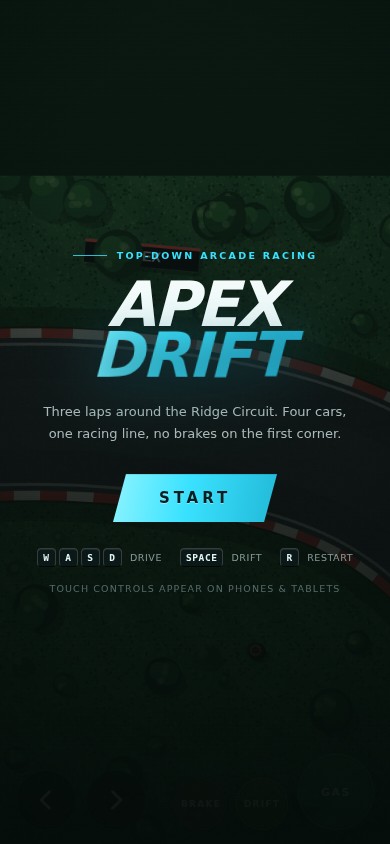 TOP-DOWN ARCADE RACING
APEX
DRIFT
Three laps around the Ridge Circuit. Four cars,
one racing line, no brakes on the first corner.
START
W A S D DRIVE SPACE DRIFT R RESTART
TOUCH CONTROLS APPEAR ON PHONES & TABLETS
GAS
BRAKE DRIFT